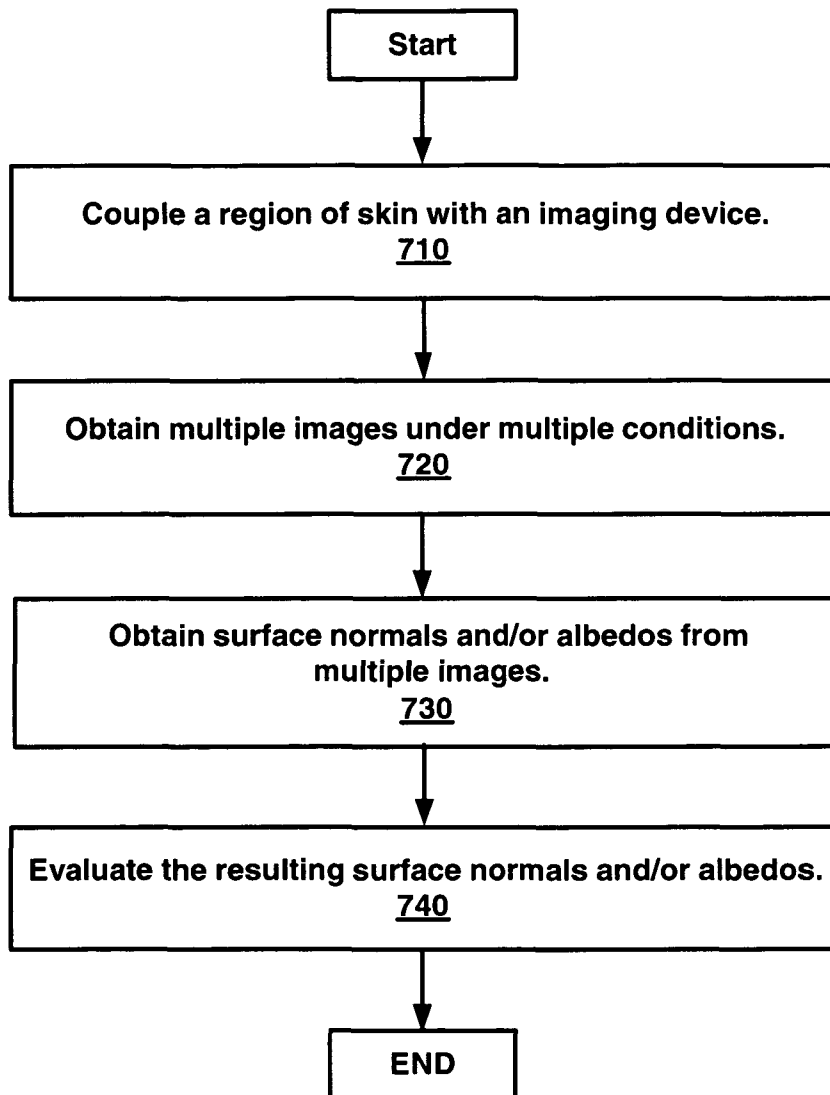 Start
Couple a region of skin with an imaging device.
710
Obtain multiple images under multiple conditions.
720
Obtain surface normals and/or albedos from
multiple images.
730
Evaluate the resulting surface normals and/or albedos.
740
END